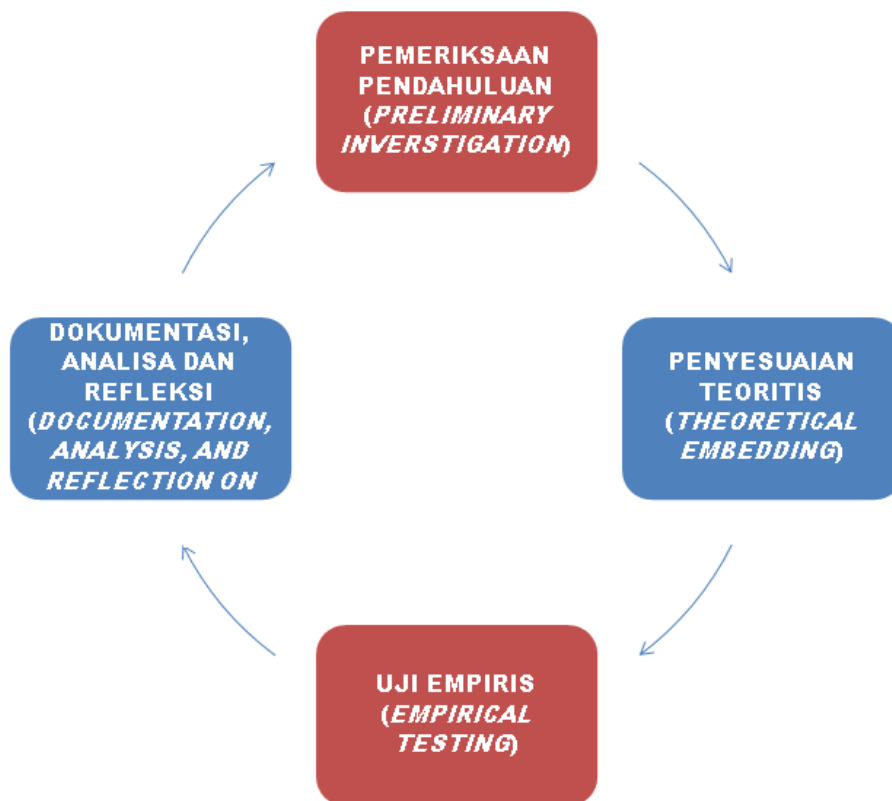 PEMERIKSAAN
PENDAHULUAN
(PRELIMINARY
INVERSTIGATION)
PENYESUAIAN
TEORITIS
(THEORETICAL
EMBEDDING)
UJI EMPIRIS
(EMPIRICAL
TESTING)
DOKUMENTASI,
ANALISA DAN
REFLEKSI
(DOCUMENTATION,
ANALYSIS, AND
REFLECTION ON